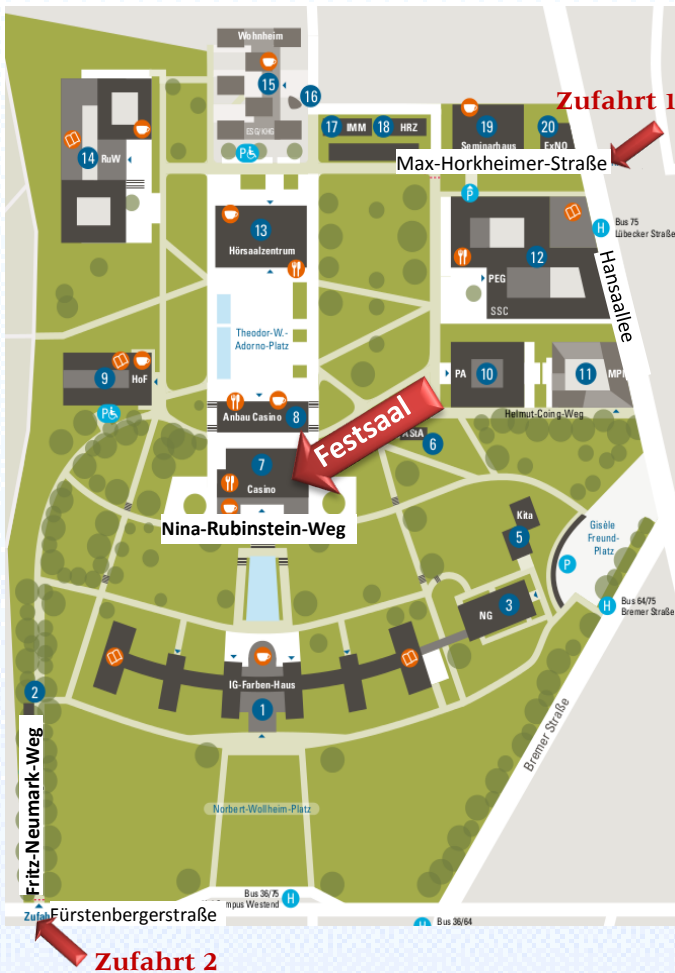 Wohnheim
15
16
ESG/KHG
P
14
RuW
17
IMM
18
HRZ
19
Seminarhaus
20
ExNO
Zufahrt 1
Max-Horkheimer-Straße
P
H
Bus 75
Lübecker Straße
13
Hörsaalzentrum
12
PEG
SSC
Hansaallee
Theodor-W.-
Adorno-Platz
9
HoF
P
PA
10
11
Helmut-Coing-Weg
Anbau Casino
8
Festsaal
AStA
6
7
Casino
Nina-Rubinstein-Weg
Kita
5
Gisèle
Freund-
Platz
P
H
Bus 64/75
Bremer Straße
3
NG
2
IG-Farben-Haus
1
Bremer Straße
Fritz-Neumark-Weg
Norbert-Wollheim-Platz
Bus 36/75
Westend
H
Fürstenbergerstraße
H
Bus 36/64
Zufahrt 2